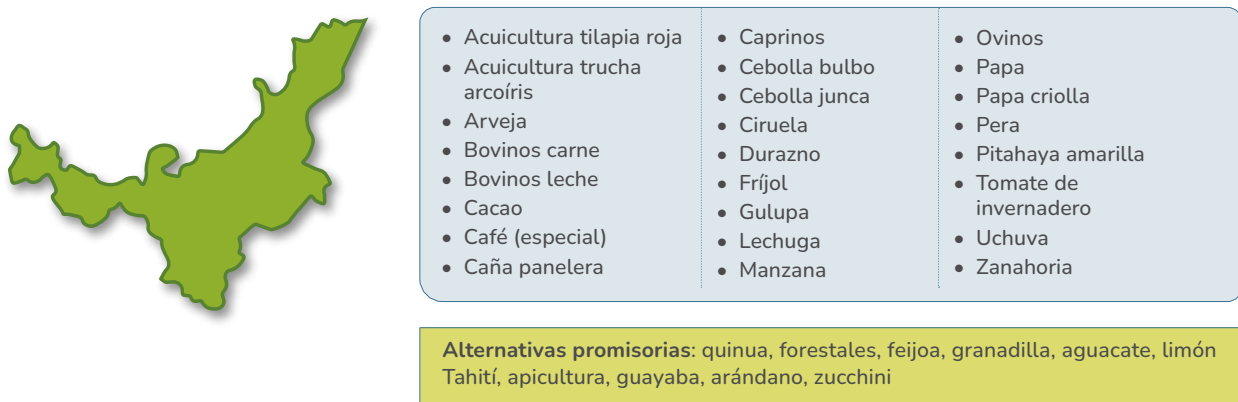 • Acuicultura tilapia roja
• Acuicultura trucha
arcoíris
• Arveja
• Bovinos carne
• Bovinos leche
• Cacao
• Café (especial)
• Caña panelera
• Caprinos
• Cebolla bulbo
• Cebolla junca
• Ciruela
• Durazno
• Fríjol
• Gulupa
• Lechuga
• Manzana
• Ovinos
• Papa
• Papa criolla
• Pera
• Pitahaya amarilla
• Tomate de
invernadero
• Uchuva
• Zanahoria
Alternativas promisorias: quinua, forestales, feijoa, granadilla, aguacate, limón
Tahití, apicultura, guayaba, arándano, zucchini